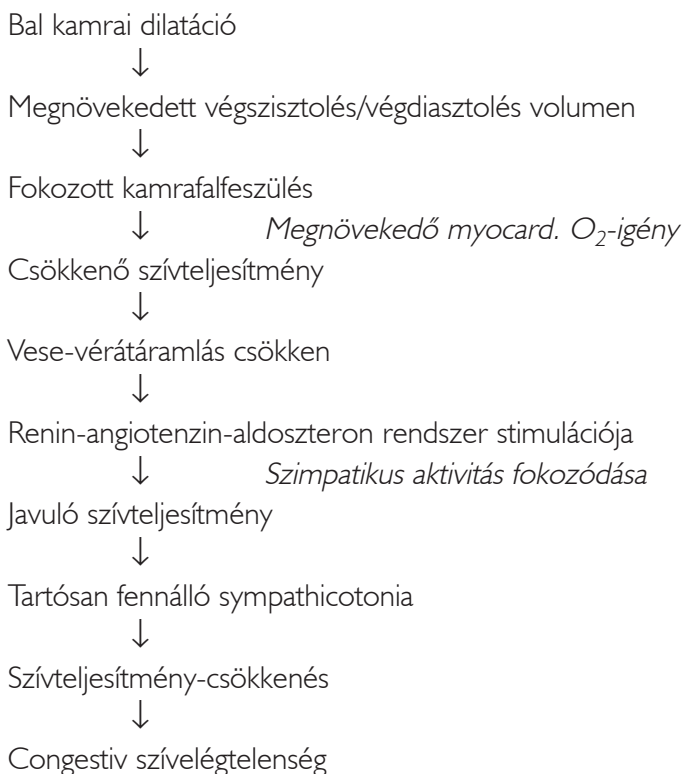 Bal kamrai dilatáció
↓
Megnövekedett végszisztolés/végdiasztolés volumen
↓
Fokozott kamrafalfeszülés
↓ Megnövekedő myocard. O₂-igény
Csökkenő szívteljesítmény
↓
Vese-vérátáramlás csökken
↓
Renin-angiotenzin-aldoszteron rendszer stimulációja
↓ Szimpatikus aktivitás fokozódása
Javuló szívteljesítmény
↓
Tartósan fennálló sympathicotonia
↓
Szívteljesítmény-csökkenés
↓
Congestiv szívelégtelenség